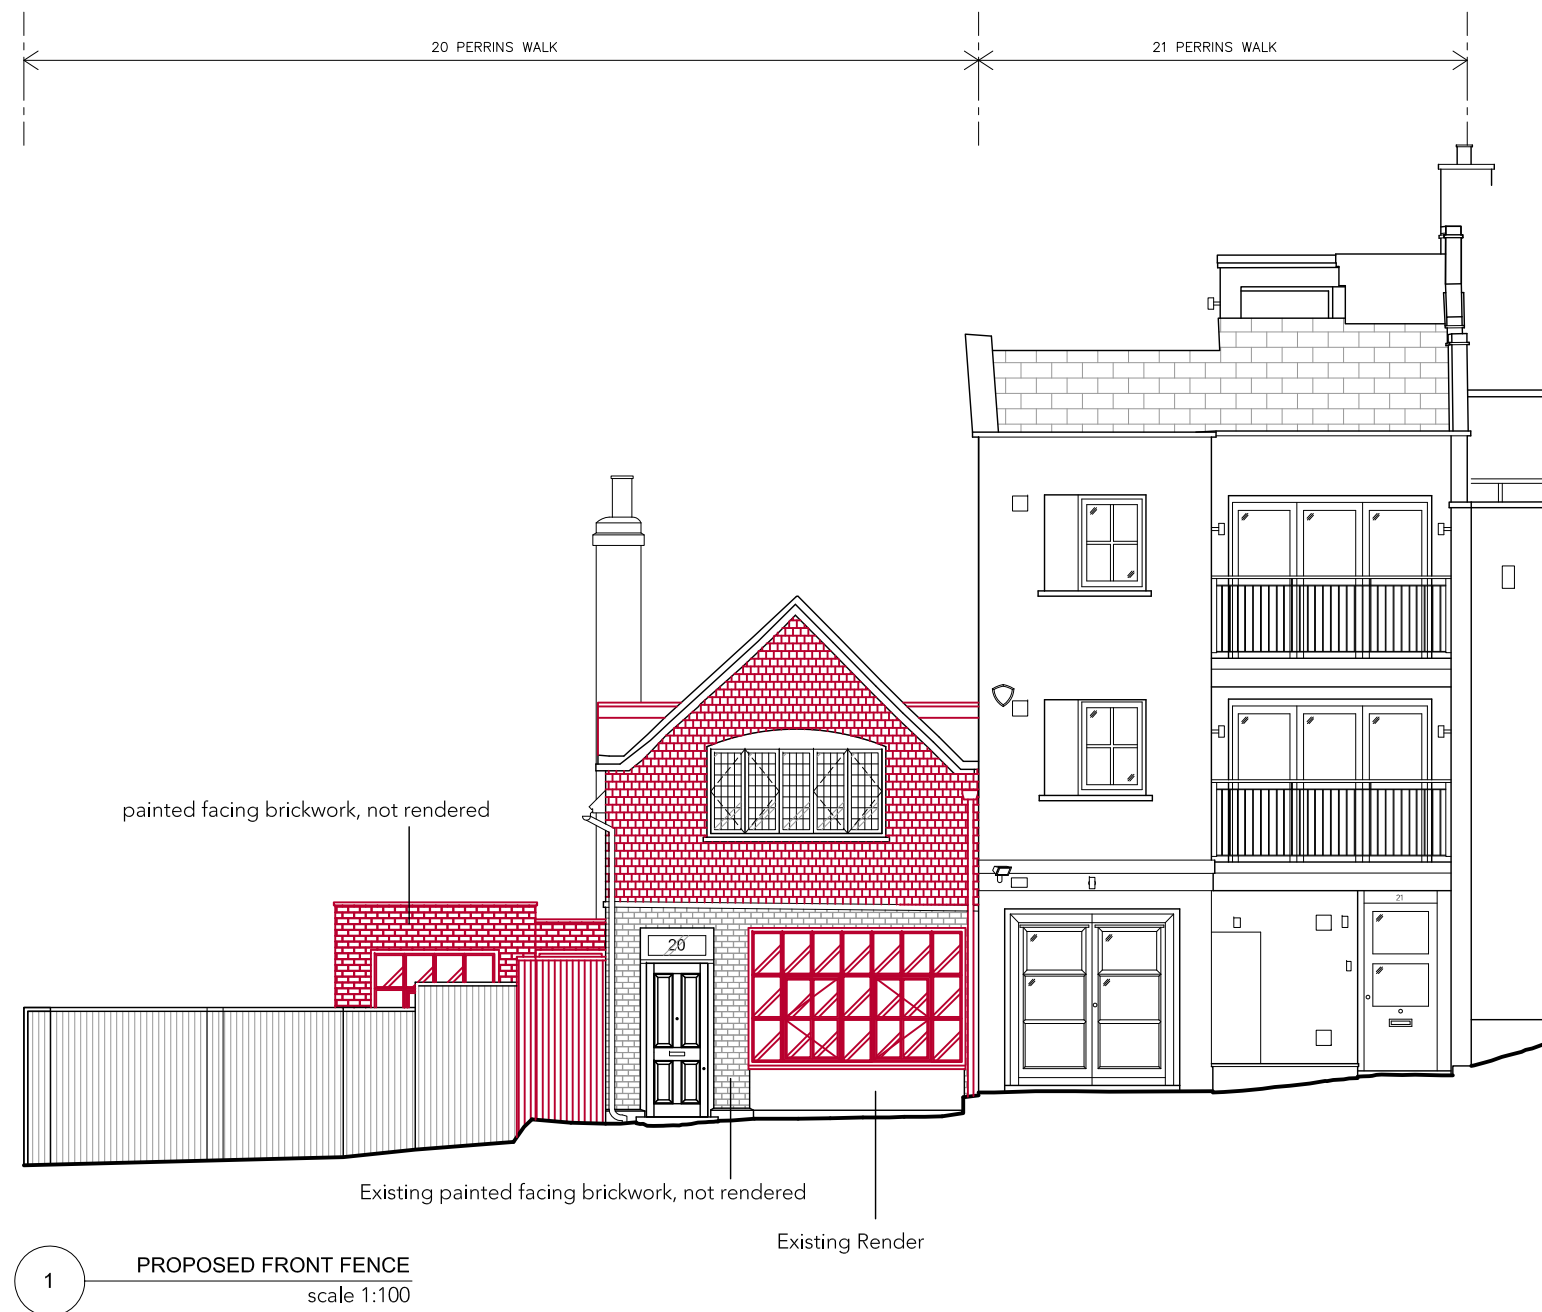 20 PERRINS WALK
21 PERRINS WALK
painted facing brickwork, not rendered
21
20
Existing painted facing brickwork, not rendered
Existing Render
1
PROPOSED FRONT FENCE
scale 1:100